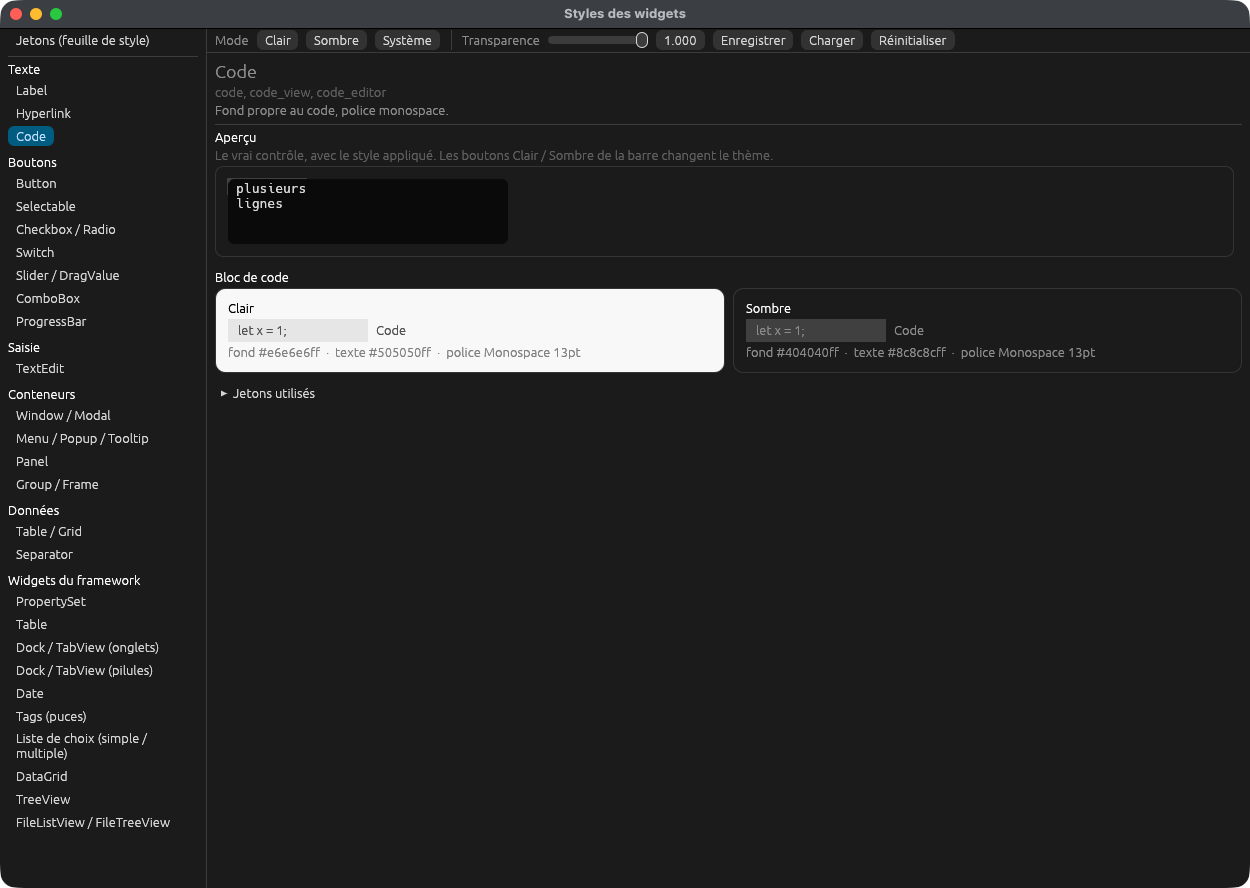 Styles des widgets
Jetons (feuille de style)
Texte
Label
Hyperlink
Code
Boutons
Button
Selectable
Checkbox / Radio
Switch
Slider / DragValue
ComboBox
ProgressBar
Saisie
TextEdit
Conteneurs
Window / Modal
Menu / Popup / Tooltip
Panel
Group / Frame
Données
Table / Grid
Separator
Widgets du framework
PropertySet
Table
Dock / TabView (onglets)
Dock / TabView (pilules)
Date
Tags (puces)
Liste de choix (simple /
multiple)
DataGrid
TreeView
FileListView / FileTreeView
Mode Clair Sombre Système Transparence 1.000 Enregistrer Charger Réinitialiser
Code
code, code_view, code_editor
Fond propre au code, police monospace.
Aperçu
Le vrai contrôle, avec le style appliqué. Les boutons Clair / Sombre de la barre changent le thème.
plusieurs
lignes
Bloc de code
Clair
let x = 1; Code
fond #e6e6e6ff · texte #505050ff · police Monospace 13pt
Sombre
let x = 1; Code
fond #404040ff · texte #8c8c8cff · police Monospace 13pt
Jetons utilisés